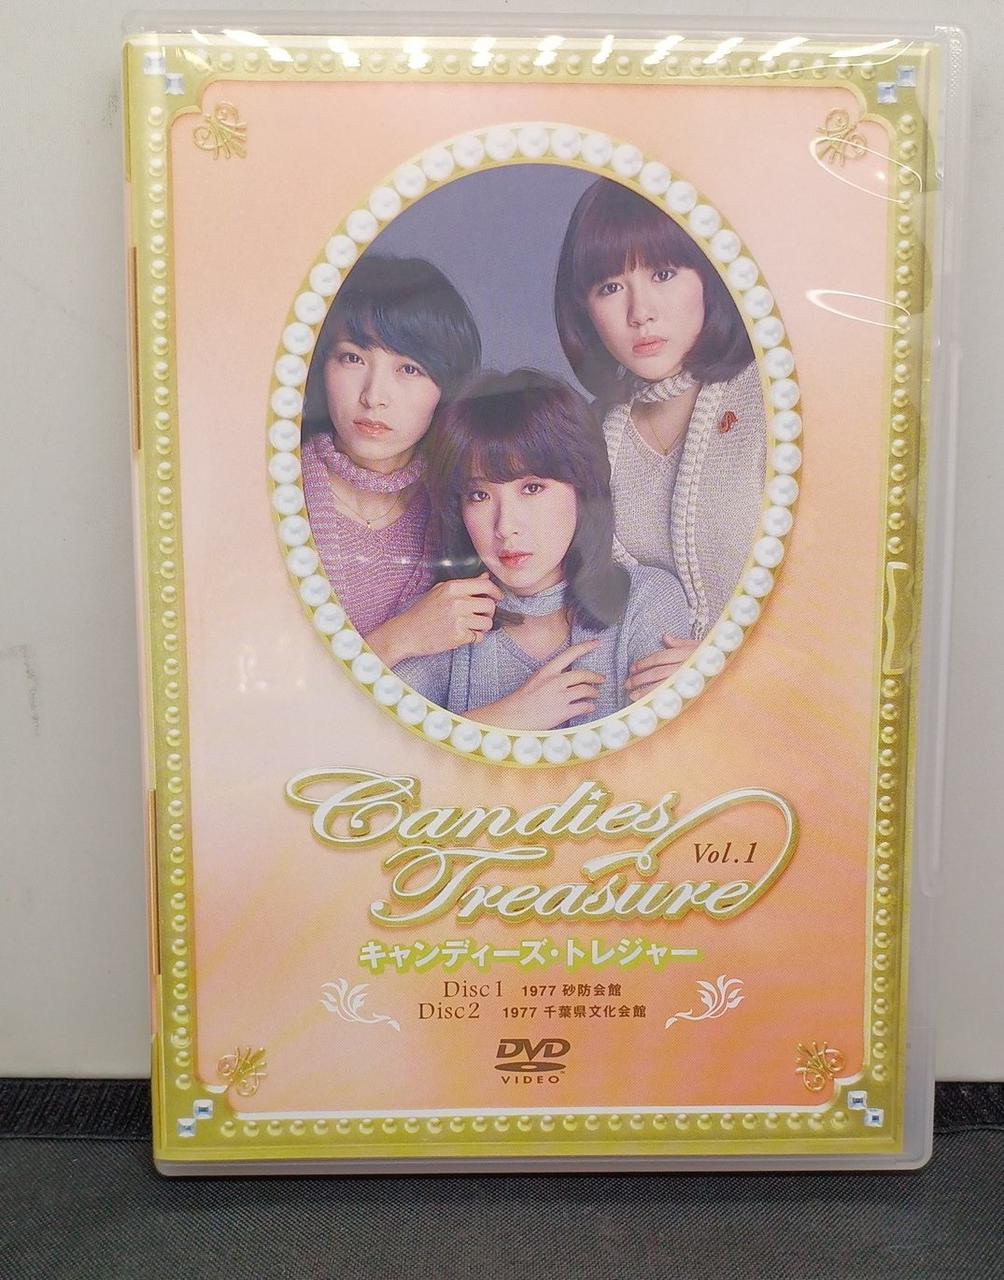 Candies
Treasure Vol.1
キャンディーズ・トレジャー
Disc1 1977 砂防会館
Disc2 1977 千葉県文化会館
DVD
VIDEO